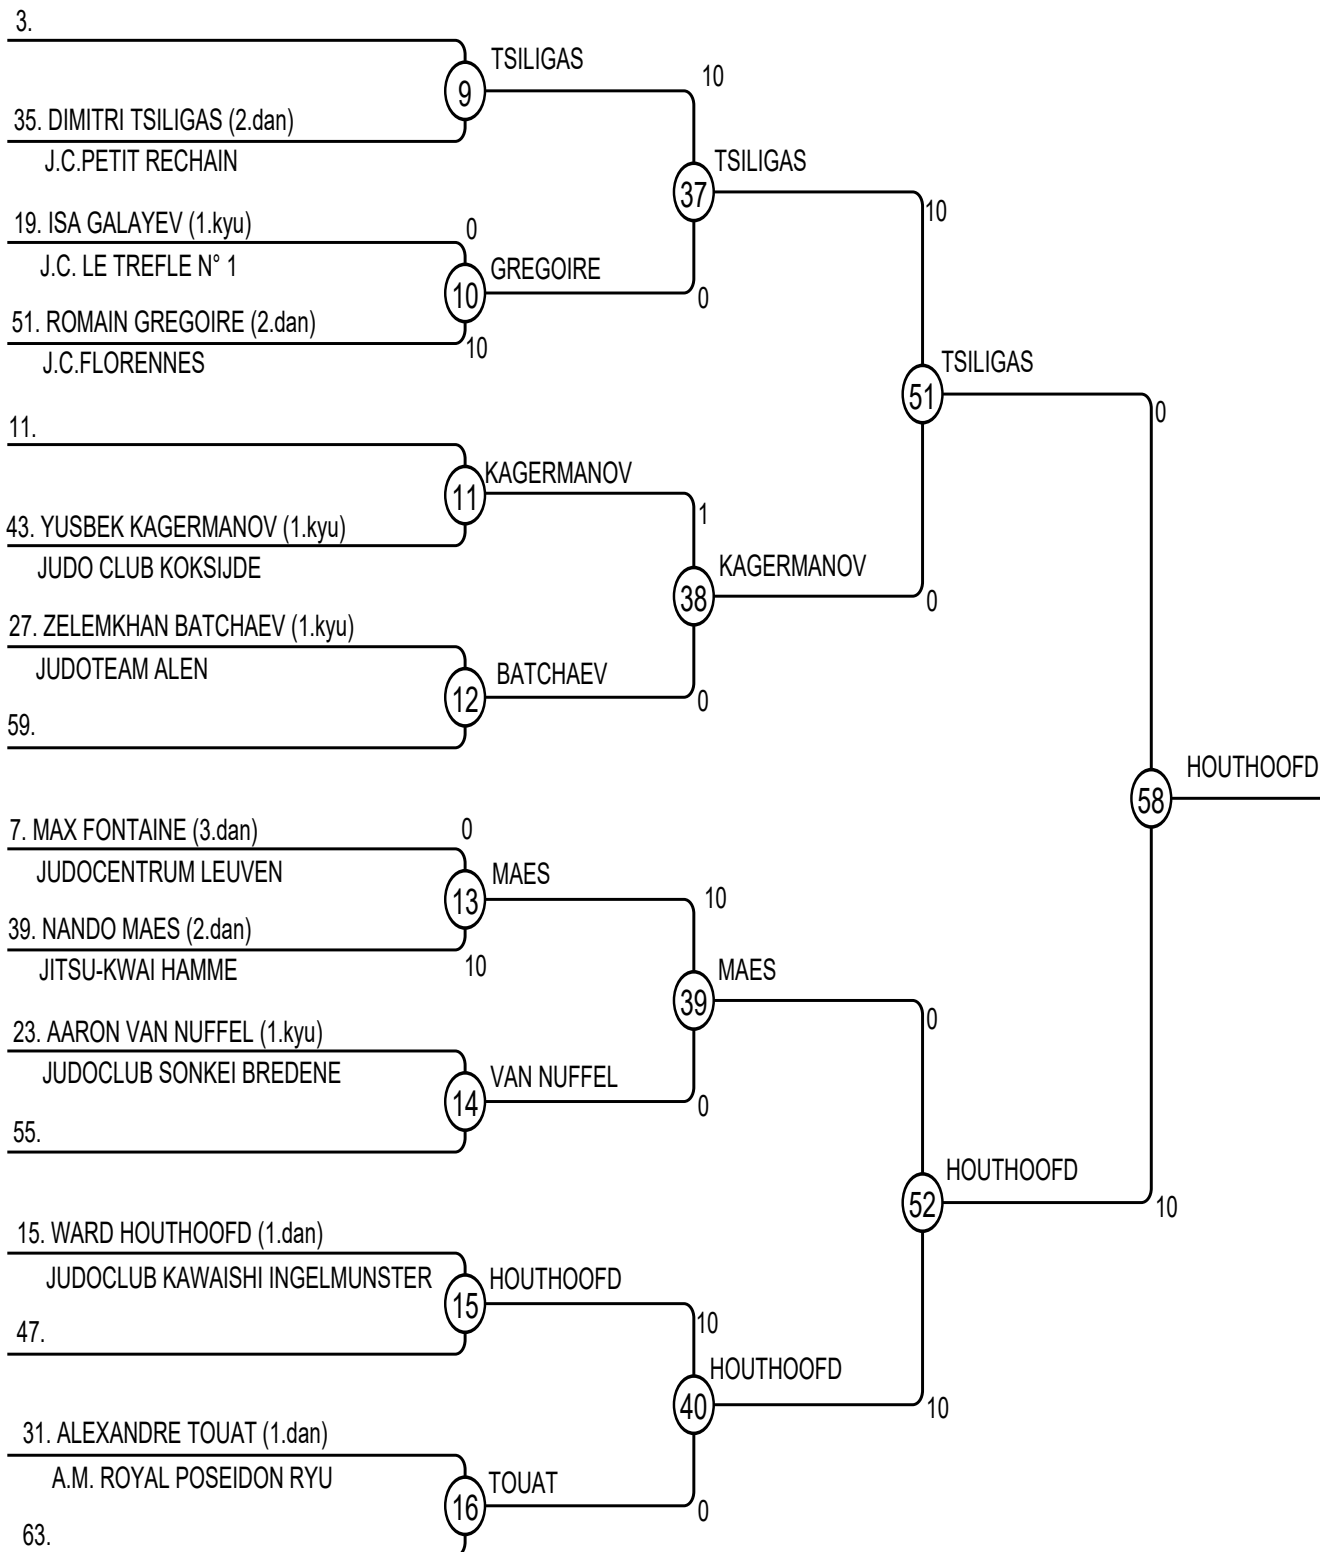 3.
TSILIGAS
10
9
35. DIMITRI TSILIGAS (2.dan)
J.C.PETIT RECHAIN
TSILIGAS
37
10
19. ISA GALAYEV (1.kyu)
0
J.C. LE TREFLE N° 1
GREGOIRE
10
0
51. ROMAIN GREGOIRE (2.dan)
10
J.C.FLORENNES
TSILIGAS
51
0
11.
KAGERMANOV
11
1
43. YUSBEK KAGERMANOV (1.kyu)
JUDO CLUB KOKSIJDE
KAGERMANOV
38
0
27. ZELEMKHAN BATCHAEV (1.kyu)
JUDOTEAM ALEN
BATCHAEV
12
0
59.
HOUTHOOFD
58
7. MAX FONTAINE (3.dan)
0
JUDOCENTRUM LEUVEN
MAES
13
10
39. NANDO MAES (2.dan)
10
JITSU-KWAI HAMME
MAES
39
0
23. AARON VAN NUFFEL (1.kyu)
JUDOCLUB SONKEI BREDENE
VAN NUFFEL
14
0
55.
HOUTHOOFD
52
10
15. WARD HOUTHOOFD (1.dan)
JUDOCLUB KAWAISHI INGELMUNSTER
HOUTHOOFD
15
10
47.
HOUTHOOFD
40
10
31. ALEXANDRE TOUAT (1.dan)
A.M. ROYAL POSEIDON RYU
TOUAT
16
0
63.